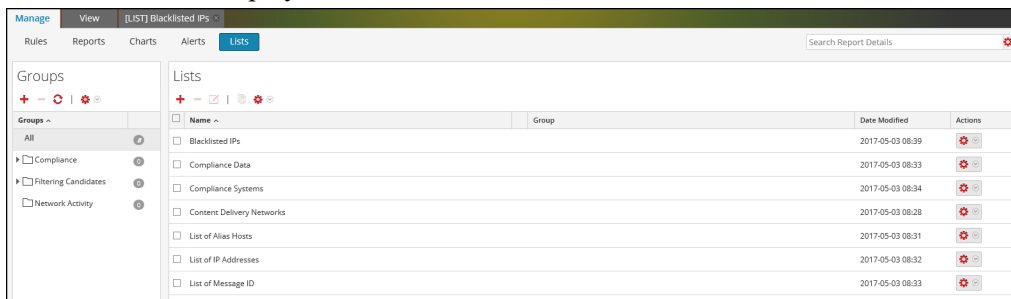 Manage View [LIST] Blacklisted IPs ×
Rules Reports Charts Alerts Lists Search Report Details
Groups
Lists
Groups
Name Group Date Modified Actions
All
Blacklisted IPs 2017-05-03 08:39
Compliance 0
Compliance Data 2017-05-03 08:33
Filtering Candidates 0
Compliance Systems 2017-05-03 08:34
Network Activity 0
Content Delivery Networks 2017-05-03 08:28
List of Alias Hosts 2017-05-03 08:31
List of IP Addresses 2017-05-03 08:32
List of Message ID 2017-05-03 08:33